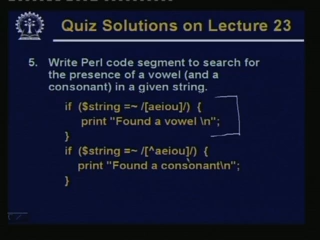 Quiz Solutions on Lecture 23
5. Write Perl code segment to search for
the presence of a vowel (and a
consonant) in a given string.
if ($string =~ /[aeiou]/) {
print "Found a vowel \n";
}
if ($string =~ /[^aeiou]/) {
print "Found a consonant\n";
}